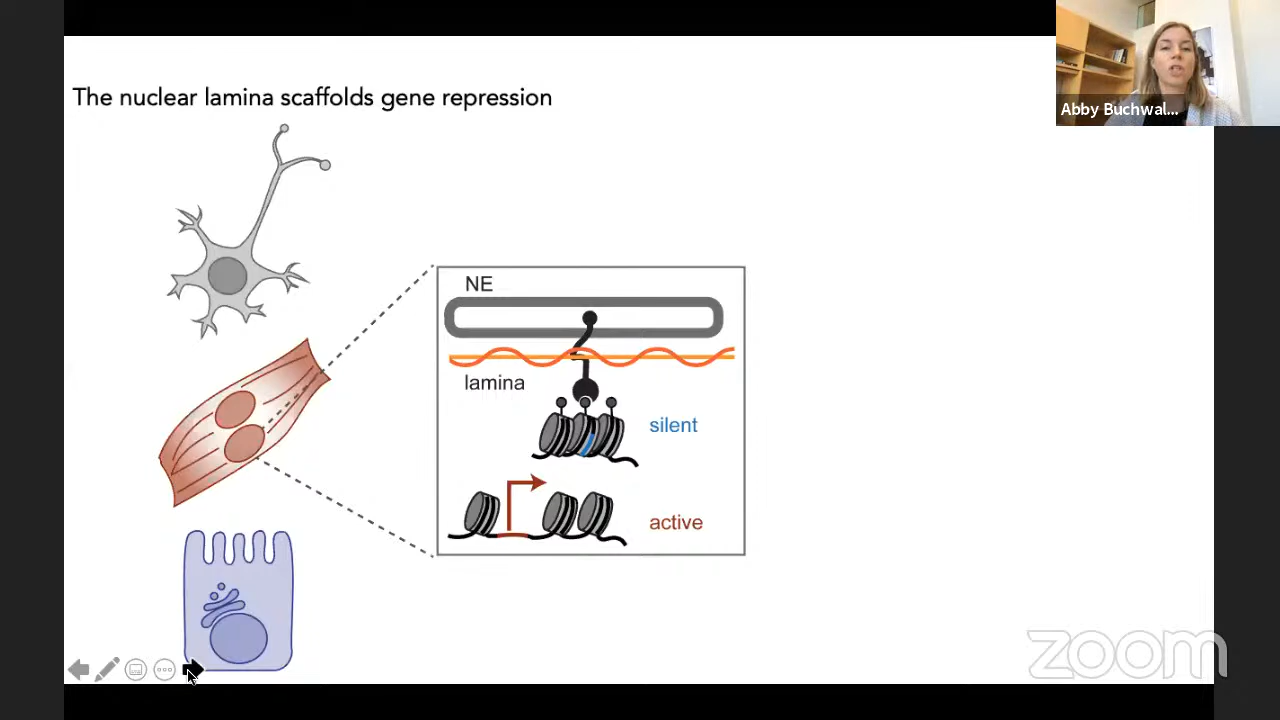 The nuclear lamina scaffolds gene repression
Abby Buchwal...
NE
lamina
silent
active
zoom